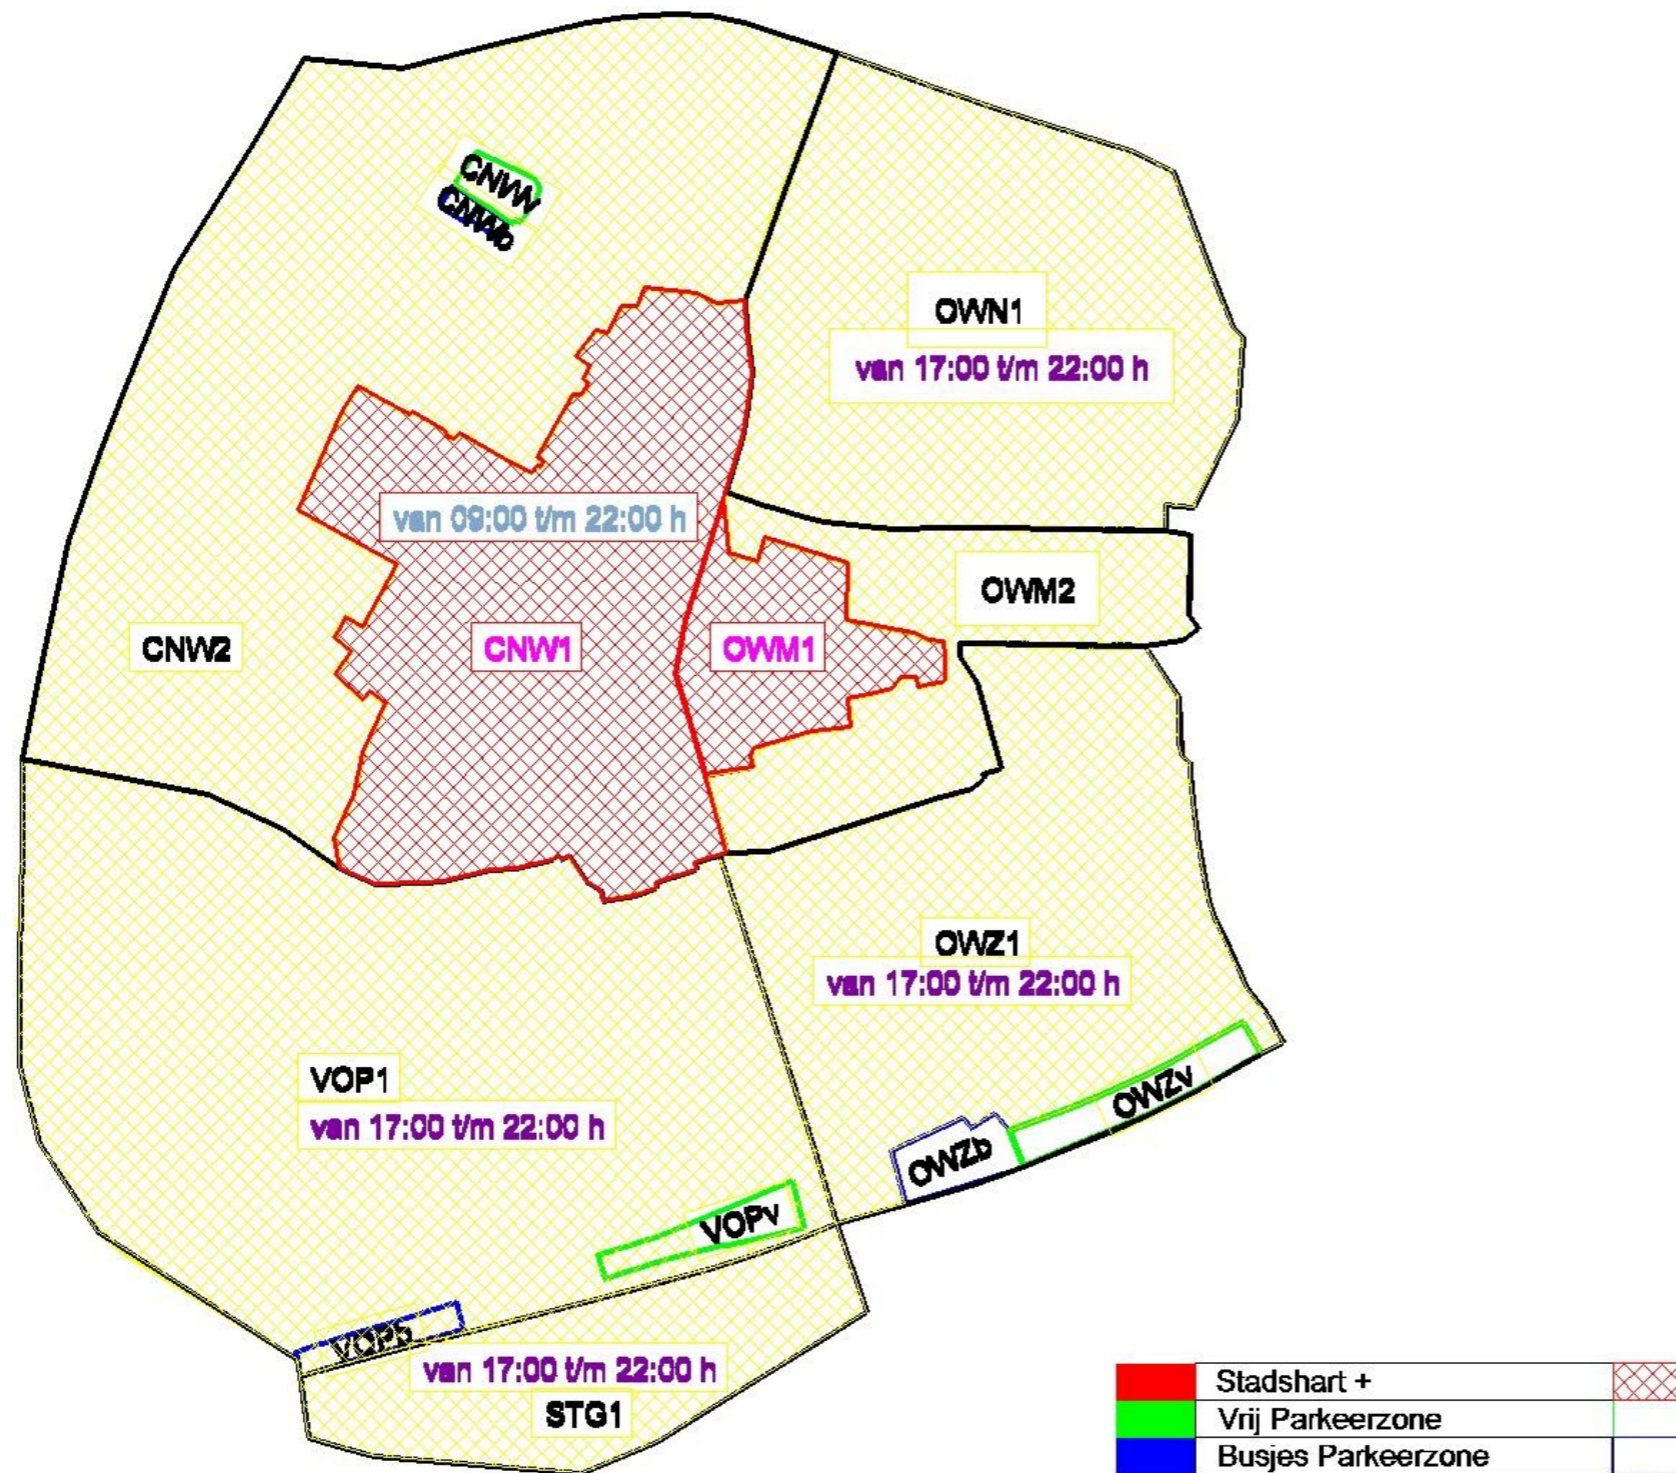 CNWv
CNWb
OWN1
van 17:00 t/m 22:00 h
van 09:00 t/m 22:00 h
OWM2
CNW2
CNW1
OWM1
OWZ1
van 17:00 t/m 22:00 h
VOP1
van 17:00 t/m 22:00 h
OWZv
OWZb
VOPv
VOPb
van 17:00 t/m 22:00 h
STG1
Stadshart +
Vrij Parkeerzone
Busjes Parkeerzone